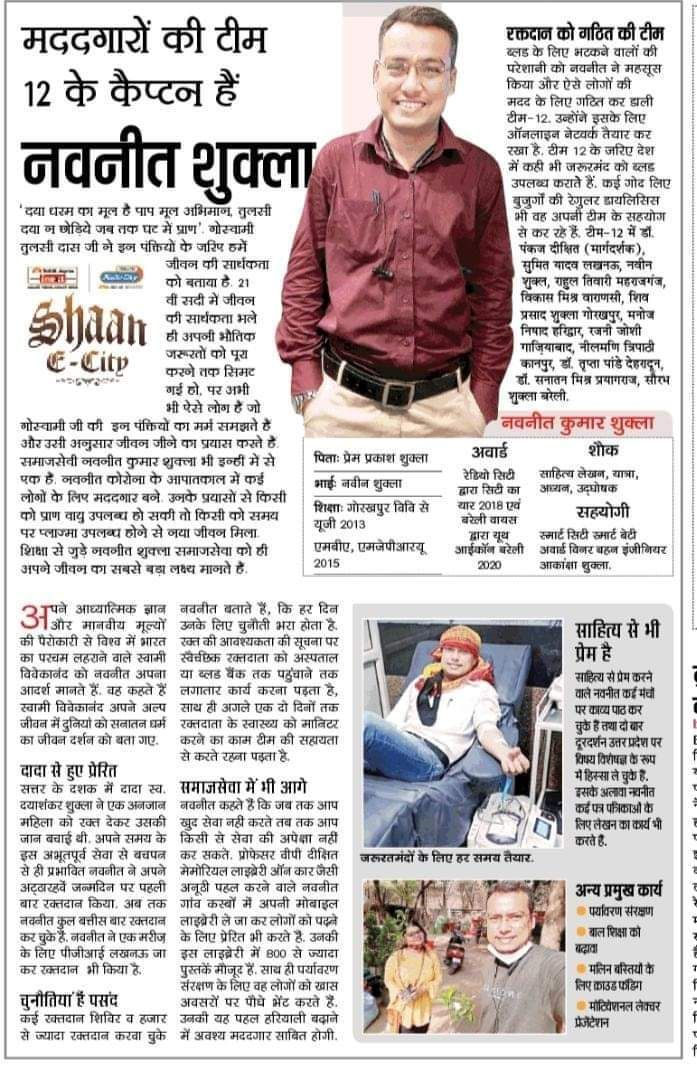 मददगारों की टीम
12 के कैप्टन हैं
नवनीत शुक्ला
'दया धरम का मूल है पाप मूल अभिमान, तुलसी
दया न छोड़िये जब तक घट में प्राण'. गोस्वामी
तुलसी दास जी ने इन पंक्तियों के जरिए हमें
जीवन की सार्थकता
को बताया है. 21
वीं सदी में जीवन
की सार्थकता भले
ही अपनी भौतिक
जरूरतों को पूरा
करने तक सिमट
गई हो, पर अभी
भी ऐसे लोग हैं जो
Shaan
E-City
गोस्वामी जी की इन पंक्तियों का मर्म समझते हैं
और उसी अनुसार जीवन जीने का प्रयास करते हैं.
समाजसेवी नवनीत कुमार शुक्ला भी इन्हीं में से
एक हैं. नवनीत कोरोना के आपातकाल में कई
लोगों के लिए मददगार बने. उनके प्रयासों से किसी
को प्राण वायु उपलब्ध हो सकी तो किसी को समय
पर प्लाज्मा उपलब्ध होने से नया जीवन मिला.
शिक्षा से जुड़े नवनीत शुक्ला समाजसेवा को ही
अपने जीवन का सबसे बड़ा लक्ष्य मानते हैं.
रक्तदान को गठित की टीम
ब्लड के लिए भटकने वालों की
परेशानी को नवनीत ने महसूस
किया और ऐसे लोगों की
मदद के लिए गठित कर डाली
टीम-12. उन्होंने इसके लिए
ऑनलाइन नेटवर्क तैयार कर
रखा है. टीम 12 के जरिए देश
में कही भी जरूरमंद को ब्लड
उपलब्ध कराते हैं. कई गोद लिए
बुजुर्गों की रेगुलर डायलिसिस
भी वह अपनी टीम के सहयोग
से कर रहे हैं. टीम-12 में डॉ.
पंकज दीक्षित (मार्गदर्शक),
सुमित यादव लखनऊ, नवीन
शुक्ल, राहुल तिवारी महराजगंज,
विकास मिश्र वाराणसी, शिव
प्रसाद शुक्ला गोरखपुर, मनोज
निषाद हरिद्वार, रजनी जोशी
गाजियाबाद, नीलमणि त्रिपाठी
कानपुर, डॉ. तृप्ता पांडे देहरादून,
डॉ. सनातन मिश्र प्रयागराज, सौरभ
शुक्ला बरेली.
नवनीत कुमार शुक्ला
पिताः प्रेम प्रकाश शुक्ला
भाईः नवीन शुक्ला
शिक्षाः गोरखपुर विवि से
यूजी 2013
एमबीए, एमजेपीआरयू
2015
अवार्ड
रेडियो सिटी
द्वारा सिटी का
यार 2018 एवं
बरेली वायस
द्वारा यूथ
आईकॉन बरेली
2020
शौक
साहित्य लेखन, यात्रा,
अध्यन, उद्घोषक
सहयोगी
स्मार्ट सिटी स्मार्ट बेटी
अवार्ड विनर बहन इंजीनियर
आकांक्षा शुक्ला.
अपने आध्यात्मिक ज्ञान
और मानवीय मूल्यों
की पैरोकारी से विश्व में भारत
का परचम लहराने वाले स्वामी
विवेकानंद को नवनीत अपना
आदर्श मानते हैं. वह कहते हैं
स्वामी विवेकानंद अपने अल्प
जीवन में दुनियां को सनातन धर्म
का जीवन दर्शन को बता गए.
दादा से हुए प्रेरित
सत्तर के दशक में दादा स्व.
दयाशंकर शुक्ला ने एक अनजान
महिला को रक्त देकर उसकी
जान बचाई थी. अपने समय के
इस अभूतपूर्व सेवा से बचपन
से ही प्रभावित नवनीत ने अपने
अट्ठारहवें जन्मदिन पर पहली
बार रक्तदान किया. अब तक
नवनीत कुल बत्तीस बार रक्तदान
कर चुके हैं. नवनीत ने एक मरीज
के लिए पीजीआई लखनऊ जा
कर रक्तदान भी किया है.
चुनौतियां हैं पसंद
कई रक्तदान शिविर व हजार
से ज्यादा रक्तदान करवा चुके
नवनीत बताते हैं, कि हर दिन
उनके लिए चुनौती भरा होता है.
रक्त की आवश्यकता की सूचना पर
स्वैच्छिक रक्तदाता को अस्पताल
या ब्लड बैंक तक पहुंचाने तक
लगातार कार्य करना पड़ता है,
साथ ही अगले एक दो दिनों तक
रक्तदाता के स्वास्थ्य को मानिटर
करने का काम टीम की सहायता
से करते रहना पड़ता है.
समाजसेवा में भी आगे
नवनीत कहते हैं कि जब तक आप
खुद सेवा नही करते तब तक आप
किसी से सेवा की अपेक्षा नहीं
कर सकते. प्रोफेसर वीपी दीक्षित
मेमोरियल लाइब्रेरी ऑन कार जैसी
अनूठी पहल करने वाले नवनीत
गांव कस्बों में अपनी मोबाइल
लाइब्रेरी ले जा कर लोगों को पढ़ने
के लिए प्रेरित भी करते हैं. उनकी
इस लाइब्रेरी में 800 से ज्यादा
पुस्तकें मौजूद हैं. साथ ही पर्यावरण
संरक्षण के लिए वह लोगों को खास
अवसरों पर पौधे भेंट करते हैं.
उनकी यह पहल हरियाली बढ़ाने
में अवश्य मददगार साबित होगी.
जरूरतमंदों के लिए हर समय तैयार.
साहित्य से भी
प्रेम है
साहित्य से प्रेम करने
वाले नवनीत कई मंचों
पर काव्य पाठ कर
चुके हैं तथा दो बार
दूरदर्शन उत्तर प्रदेश पर
विषय विशेषज्ञ के रूप
में हिस्सा ले चुके हैं.
इसके अलावा नवनीत
कई पत्र पत्रिकाओं के
लिए लेखन का कार्य भी
करते हैं.
अन्य प्रमुख कार्य
पर्यावरण संरक्षण
बाल शिक्षा को
बढ़ावा
मलिन बस्तियों के
लिए क्राउड फंडिंग
मोटिवेशनल लेक्चर
प्रेजेंटेशन